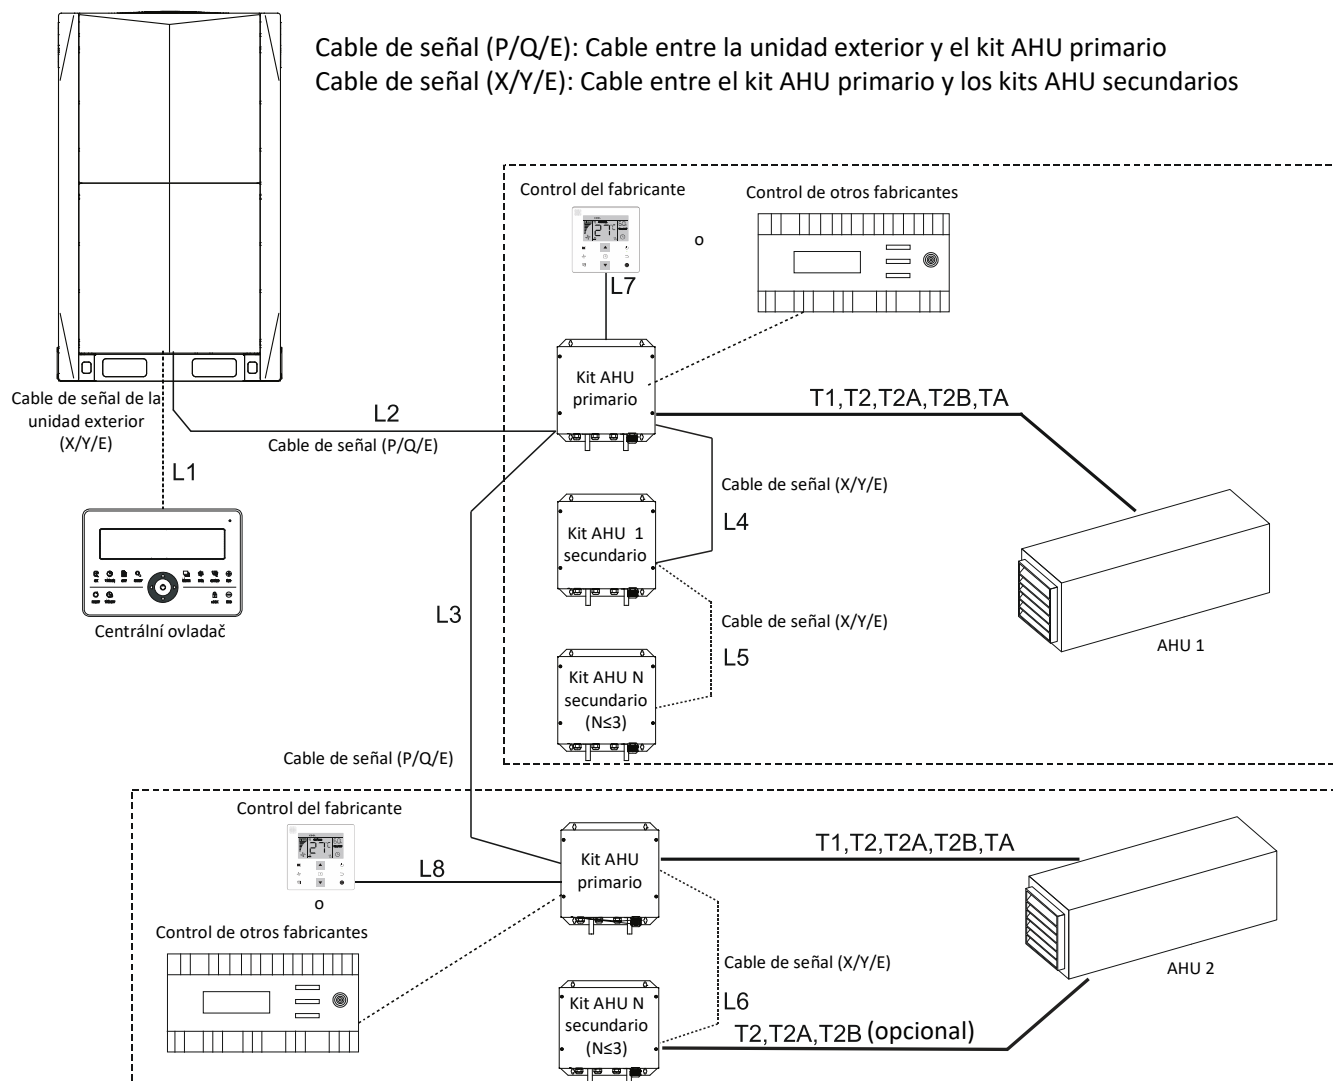 Cable de señal (P/Q/E): Cable entre la unidad exterior y el kit AHU primario
Cable de señal (X/Y/E): Cable entre el kit AHU primario y los kits AHU secundarios
Control del fabricante
Control de otros fabricantes
27°C
o
L7
Kit AHU
primario
T1,T2,T2A,T2B,TA
Cable de señal de la
unidad exterior
(X/Y/E)
L2
Cable de señal (P/Q/E)
L1
Cable de señal (X/Y/E)
L4
Kit AHU 1
secundario
Centrální ovladač
L3
Cable de señal (X/Y/E)
L5
Kit AHU N
secundario
(N≤3)
AHU 1
Cable de señal (P/Q/E)
Control del fabricante
27°C
L8
o
Kit AHU
primario
T1,T2,T2A,T2B,TA
Control de otros fabricantes
Cable de señal (X/Y/E)
L6
AHU 2
Kit AHU N
secundario
(N≤3)
T2,T2A,T2B (opcional)